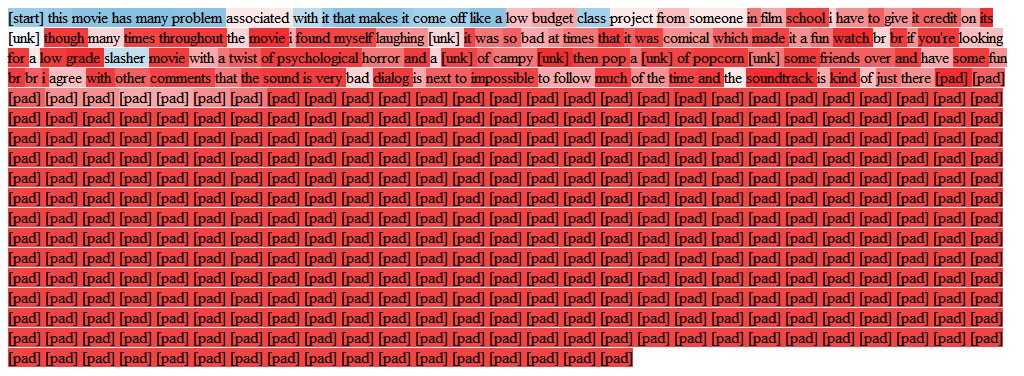 [start] this movie has many problem associated with it that makes it come off like a low budget class project from someone in film school i have to give it credit on its
[unk] though many times throughout the movie i found myself laughing [unk] it was so bad at times that it was comical which made it a fun watch br br if you're looking
for a low grade slasher movie with a twist of psychological horror and a [unk] of campy [unk] then pop a [unk] of popcorn [unk] some friends over and have some fun
br br i agree with other comments that the sound is very bad dialog is next to impossible to follow much of the time and the soundtrack is kind of just there [pad] [pad]
[pad] [pad] [pad] [pad] [pad] [pad] [pad] [pad] [pad] [pad] [pad] [pad] [pad] [pad] [pad] [pad] [pad] [pad] [pad] [pad] [pad] [pad] [pad] [pad] [pad] [pad] [pad]
[pad] [pad] [pad] [pad] [pad] [pad] [pad] [pad] [pad] [pad] [pad] [pad] [pad] [pad] [pad] [pad] [pad] [pad] [pad] [pad] [pad] [pad] [pad] [pad] [pad] [pad] [pad]
[pad] [pad] [pad] [pad] [pad] [pad] [pad] [pad] [pad] [pad] [pad] [pad] [pad] [pad] [pad] [pad] [pad] [pad] [pad] [pad] [pad] [pad] [pad] [pad] [pad] [pad] [pad]
[pad] [pad] [pad] [pad] [pad] [pad] [pad] [pad] [pad] [pad] [pad] [pad] [pad] [pad] [pad] [pad] [pad] [pad] [pad] [pad] [pad] [pad] [pad] [pad] [pad] [pad] [pad]
[pad] [pad] [pad] [pad] [pad] [pad] [pad] [pad] [pad] [pad] [pad] [pad] [pad] [pad] [pad] [pad] [pad] [pad] [pad] [pad] [pad] [pad] [pad] [pad] [pad] [pad] [pad]
[pad] [pad] [pad] [pad] [pad] [pad] [pad] [pad] [pad] [pad] [pad] [pad] [pad] [pad] [pad] [pad] [pad] [pad] [pad] [pad] [pad] [pad] [pad] [pad] [pad] [pad] [pad]
[pad] [pad] [pad] [pad] [pad] [pad] [pad] [pad] [pad] [pad] [pad] [pad] [pad] [pad] [pad] [pad] [pad] [pad] [pad] [pad] [pad] [pad] [pad] [pad] [pad] [pad] [pad]
[pad] [pad] [pad] [pad] [pad] [pad] [pad] [pad] [pad] [pad] [pad] [pad] [pad] [pad] [pad] [pad] [pad] [pad] [pad] [pad] [pad] [pad] [pad] [pad] [pad] [pad] [pad]
[pad] [pad] [pad] [pad] [pad] [pad] [pad] [pad] [pad] [pad] [pad] [pad] [pad] [pad] [pad] [pad] [pad] [pad] [pad] [pad] [pad] [pad] [pad] [pad] [pad] [pad] [pad]
[pad] [pad] [pad] [pad] [pad] [pad] [pad] [pad] [pad] [pad] [pad] [pad] [pad] [pad] [pad] [pad] [pad] [pad] [pad] [pad] [pad] [pad] [pad] [pad] [pad] [pad] [pad]
[pad] [pad] [pad] [pad] [pad] [pad] [pad] [pad] [pad] [pad] [pad] [pad] [pad] [pad] [pad] [pad] [pad] [pad] [pad] [pad] [pad] [pad] [pad] [pad] [pad] [pad] [pad]
[pad] [pad] [pad] [pad] [pad] [pad] [pad] [pad] [pad] [pad] [pad] [pad] [pad] [pad] [pad] [pad] [pad] [pad] [pad] [pad] [pad] [pad] [pad] [pad] [pad] [pad] [pad]
[pad] [pad] [pad] [pad] [pad] [pad] [pad] [pad] [pad] [pad] [pad] [pad] [pad] [pad] [pad] [pad] [pad] [pad] [pad] [pad] [pad] [pad] [pad] [pad] [pad] [pad] [pad]
[pad] [pad] [pad] [pad] [pad] [pad] [pad] [pad] [pad] [pad] [pad] [pad] [pad] [pad] [pad] [pad] [pad]